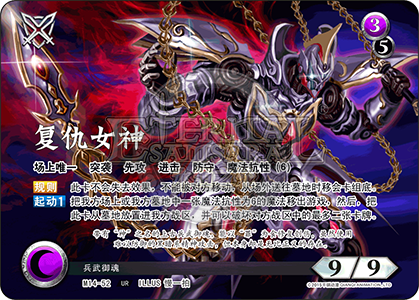 3
5
复仇女神
场上唯一 突袭 先攻 进击 防守 魔法抗性(9)
规则 此卡不会失去效果,不能被对方移动,从场外送往墓地时移会卡组底。
起动1 把我方场上或我方墓地中一张魔法抗性为0的魔法移出游戏,然后,把
此卡从墓地放置进我方战区,并可以破坏对方战区中的最多二张卡牌。
兵武御魂
M14-52 UR ILLUS 慢一拍
9/9